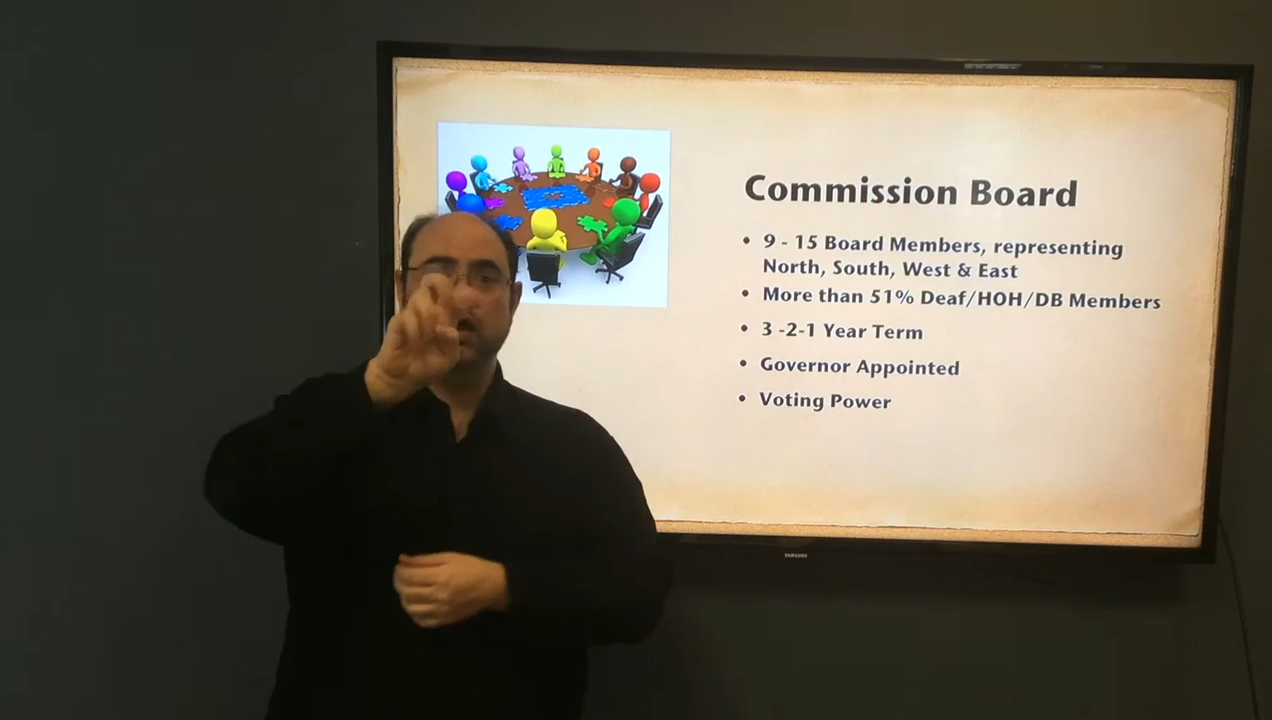 Commission Board
• 9 - 15 Board Members, representing
North, South, West & East
• More than 51% Deaf/HOH/DB Members
• 3 -2-1 Year Term
• Governor Appointed
• Voting Power
SAMSUNG